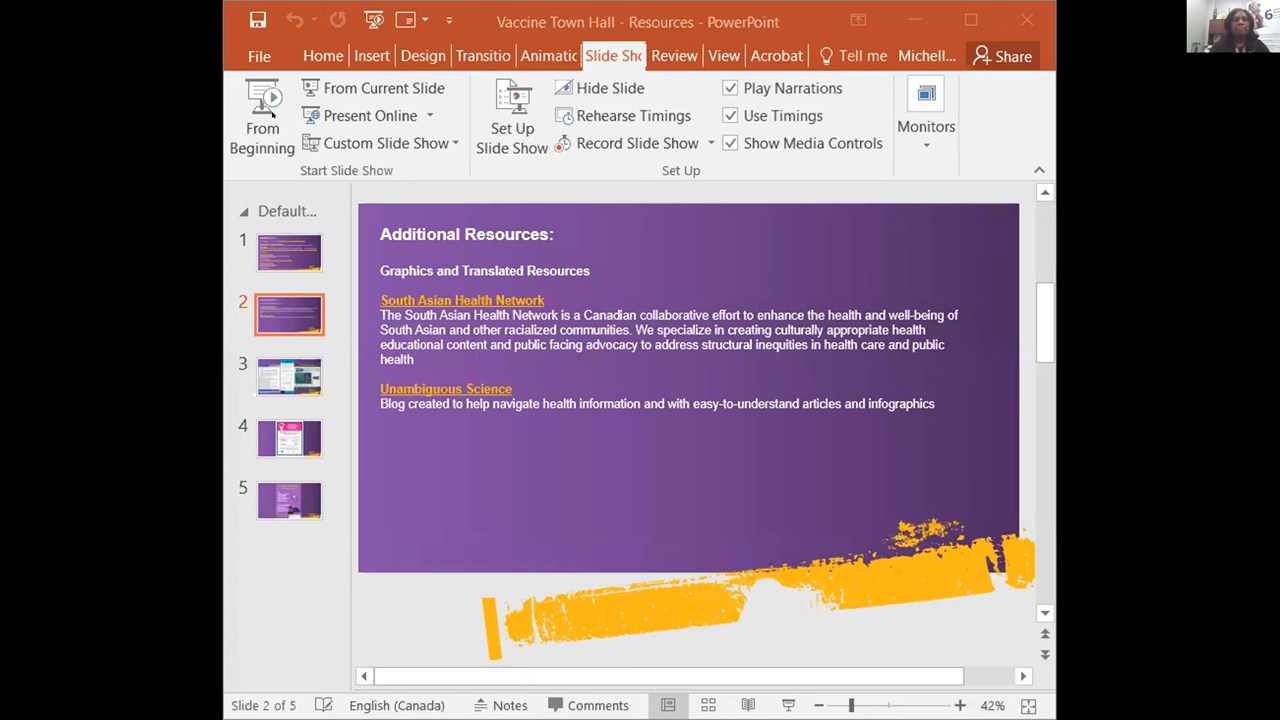 Vaccine Town Hall - Resources - PowerPoint
File Home Insert Design Transitio Animatic Slide Sho Review View Acrobat Tell me Michell... Share
From Beginning
From Current Slide
Present Online
Custom Slide Show
Start Slide Show
Set Up Slide Show
Hide Slide
Rehearse Timings
Record Slide Show
Play Narrations
Use Timings
Show Media Controls
Set Up
Monitors
Default...
1
2
3
4
5
Additional Resources:
Graphics and Translated Resources
South Asian Health Network
The South Asian Health Network is a Canadian collaborative effort to enhance the health and well-being of
South Asian and other racialized communities. We specialize in creating culturally appropriate health
educational content and public facing advocacy to address structural inequities in health care and public
health
Unambiguous Science
Blog created to help navigate health information and with easy-to-understand articles and infographics
Slide 2 of 5 English (Canada) Notes Comments 42%